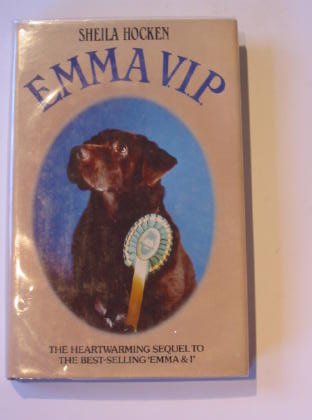 SHEILA HOCKEN
EMMA V.I.P.
THE HEARTWARMING SEQUEL TO
THE BEST-SELLING 'EMMA & I'